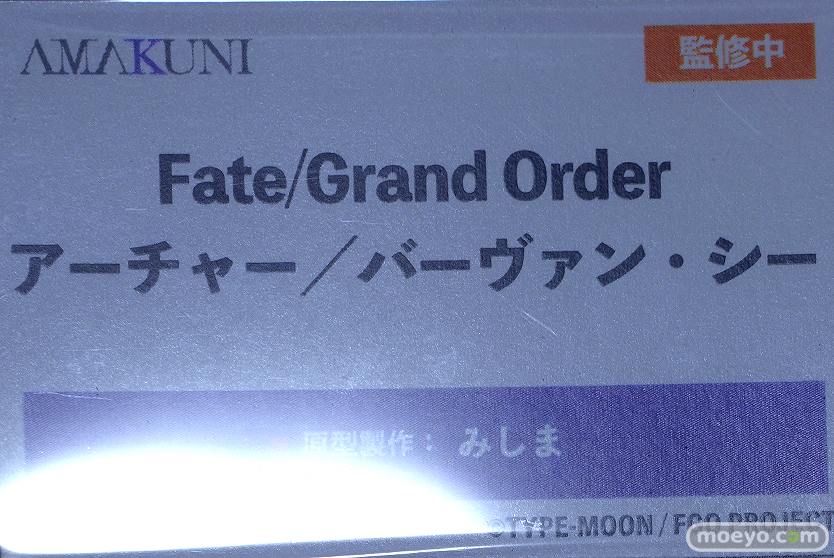 AMAKUNI
監修中
Fate/Grand Order
アーチャー／バーヴァン・シー
原型製作： みしま
©TYPE-MOON / FGO PROJECT
moeyo.com